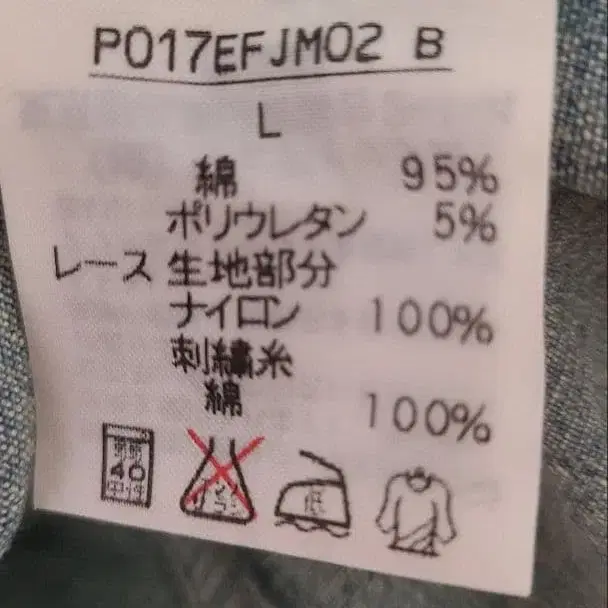 P017EFJM02 B
L
綿 95%
ポリウレタン 5%
レース 生地部分
ナイロン 100%
刺繍糸
綿 100%
40
低